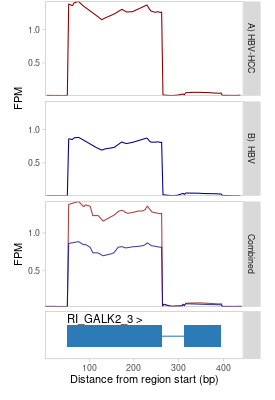 1.0
0.5
A) HBV-HCC
FPM
1.0
0.5
B) HBV
1.0
0.5
Combined
FPM
RI_GALK2_3 >
100 200 300 400
Distance from region start (bp)